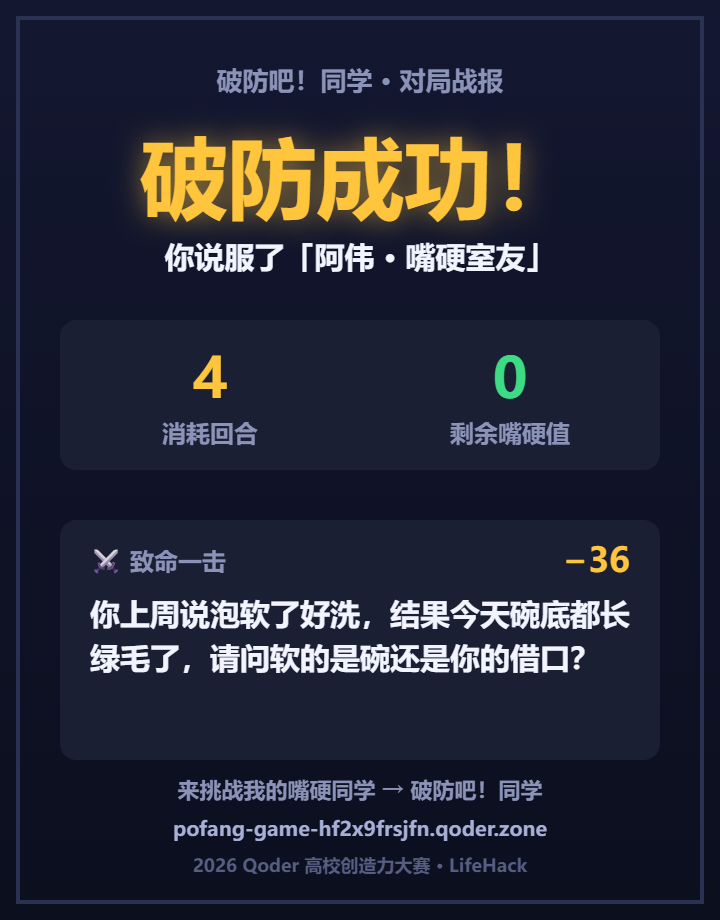 破防吧！同学 · 对局战报
破防成功！
你说服了「阿伟 · 嘴硬室友」
4
消耗回合
0
剩余嘴硬值
⚔️ 致命一击
−36
你上周说泡软了好洗，结果今天碗底都长
绿毛了，请问软的是碗还是你的借口？
来挑战我的嘴硬同学 → 破防吧！同学
pofang-game-hf2x9frsjfn.qoder.zone
2026 Qoder 高校创造力大赛 · LifeHack